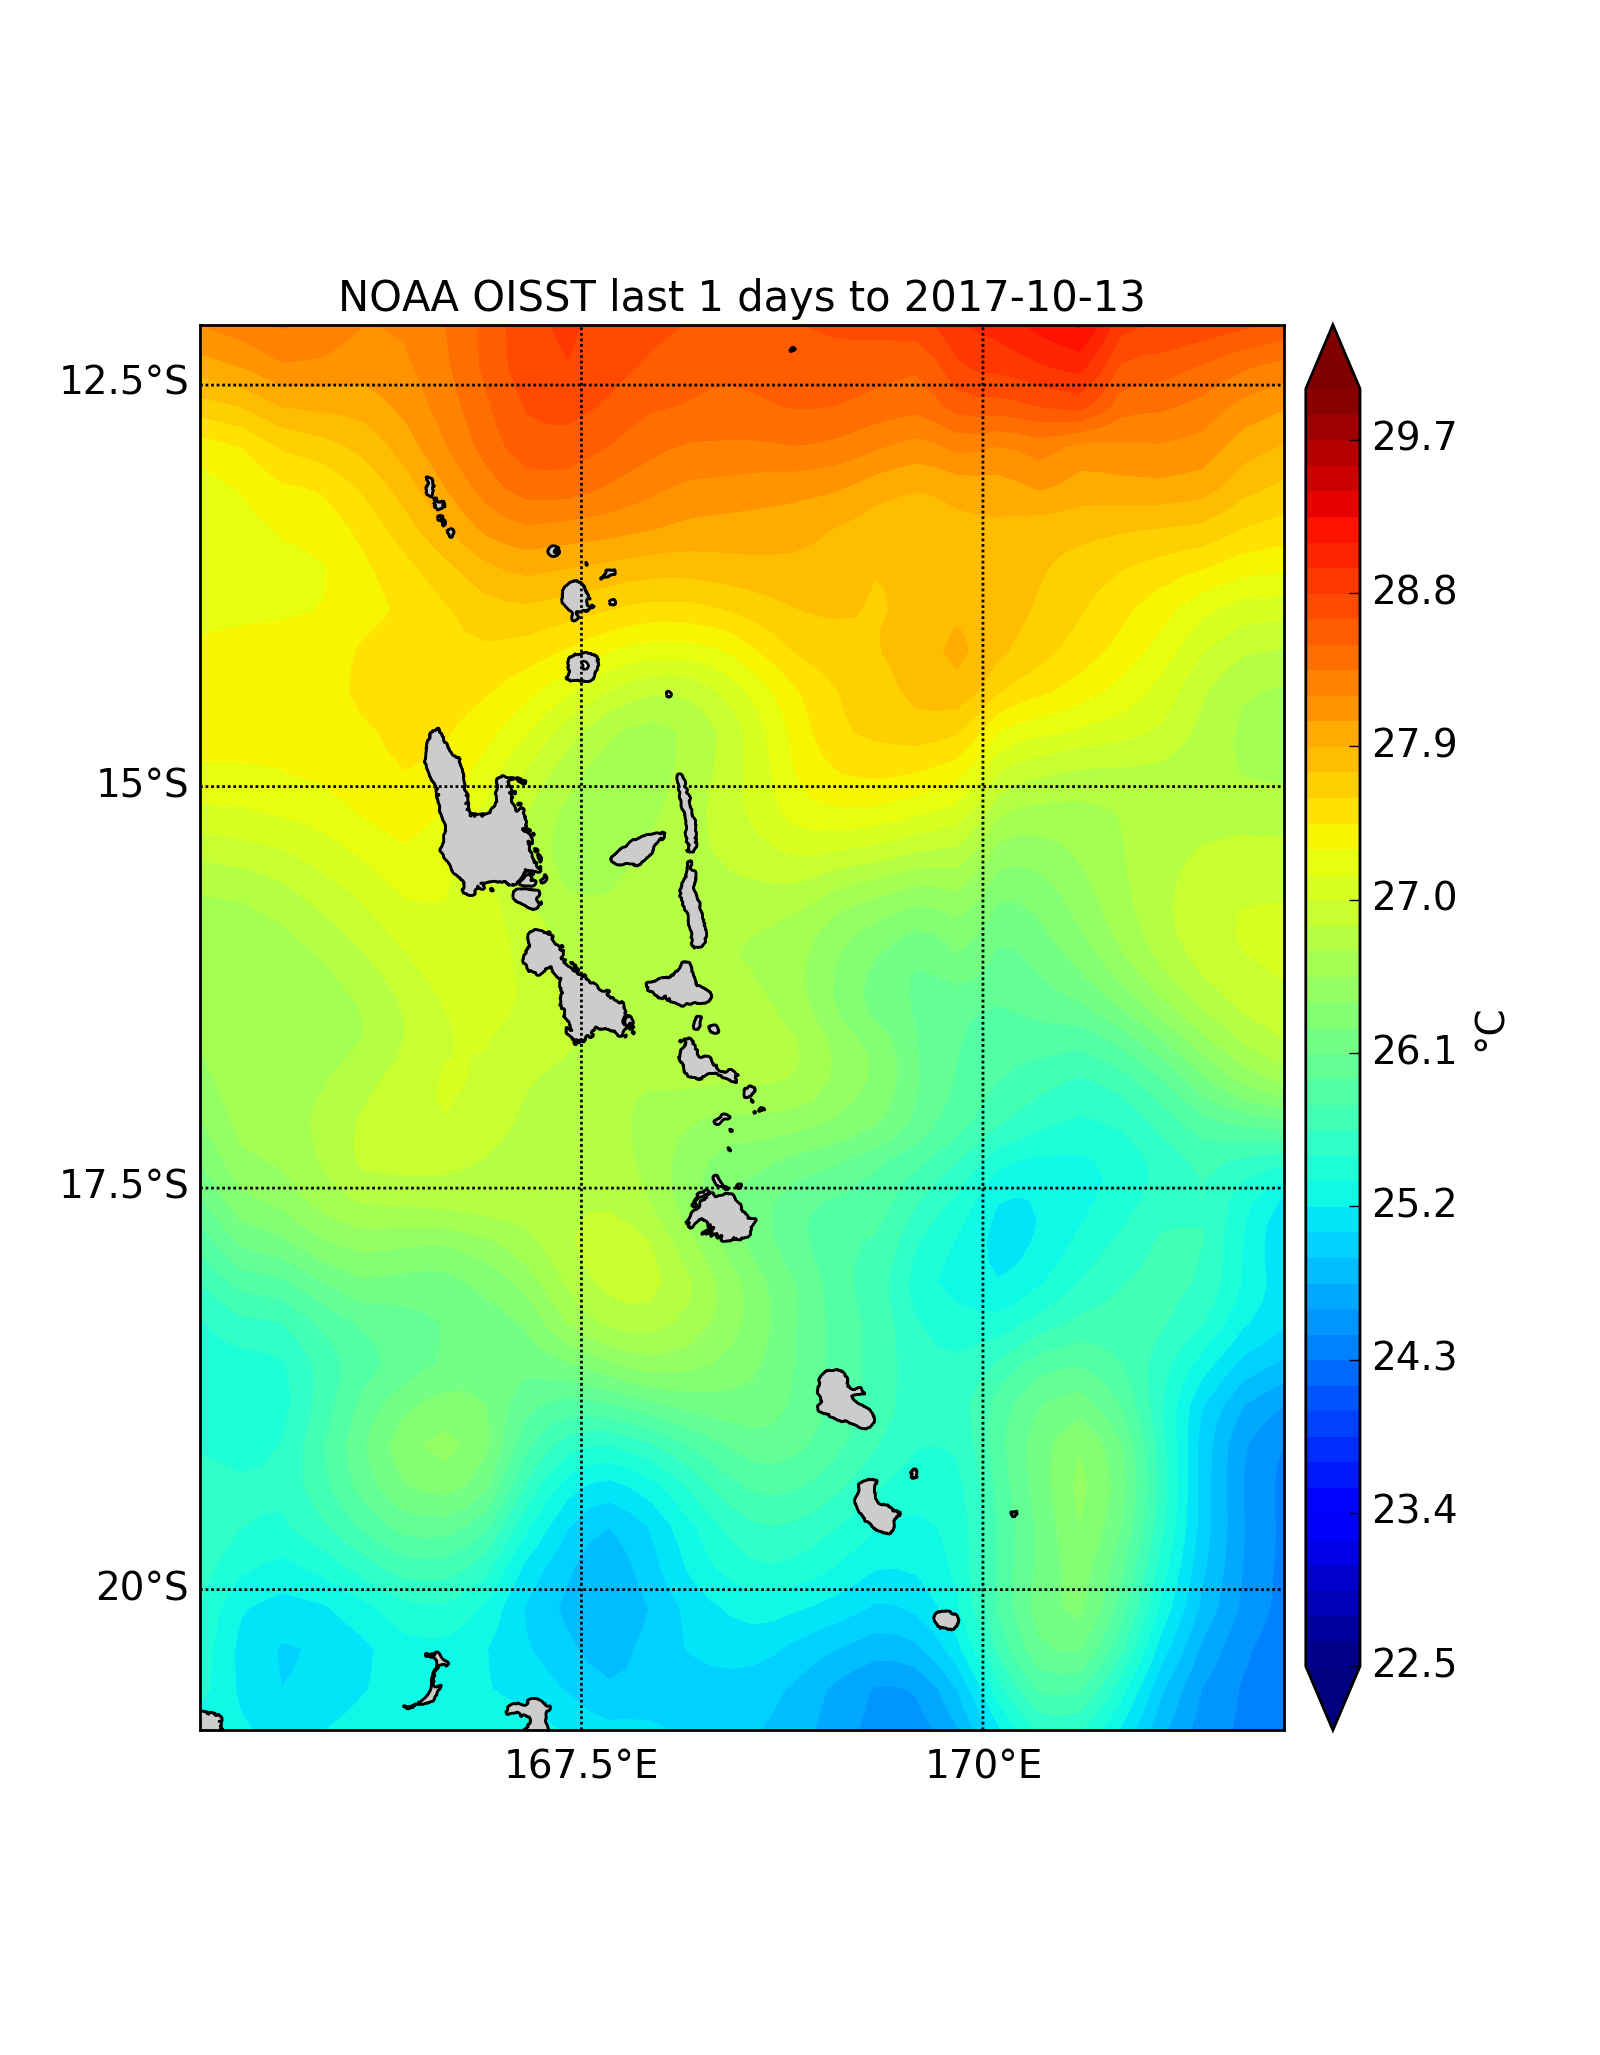 NOAA OISST last 1 days to 2017-10-13
12.5°S
15°S
17.5°S
20°S
167.5°E
170°E
29.7
28.8
27.9
27.0
26.1
25.2
24.3
23.4
22.5
°C